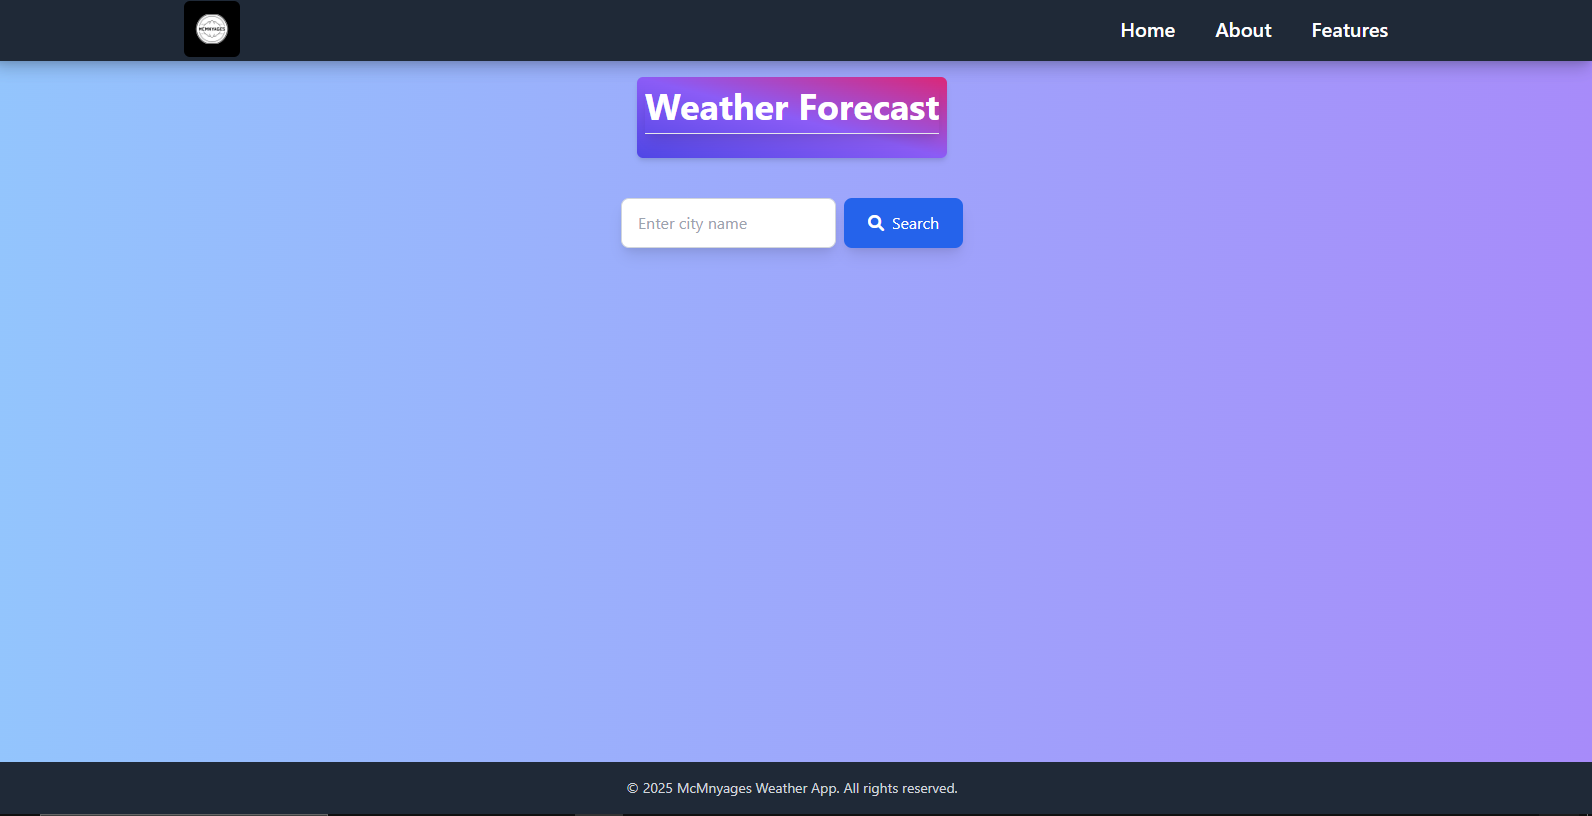 MCMNYAGES
Home
About
Features
Weather Forecast
Enter city name
Search
© 2025 McMnyages Weather App. All rights reserved.